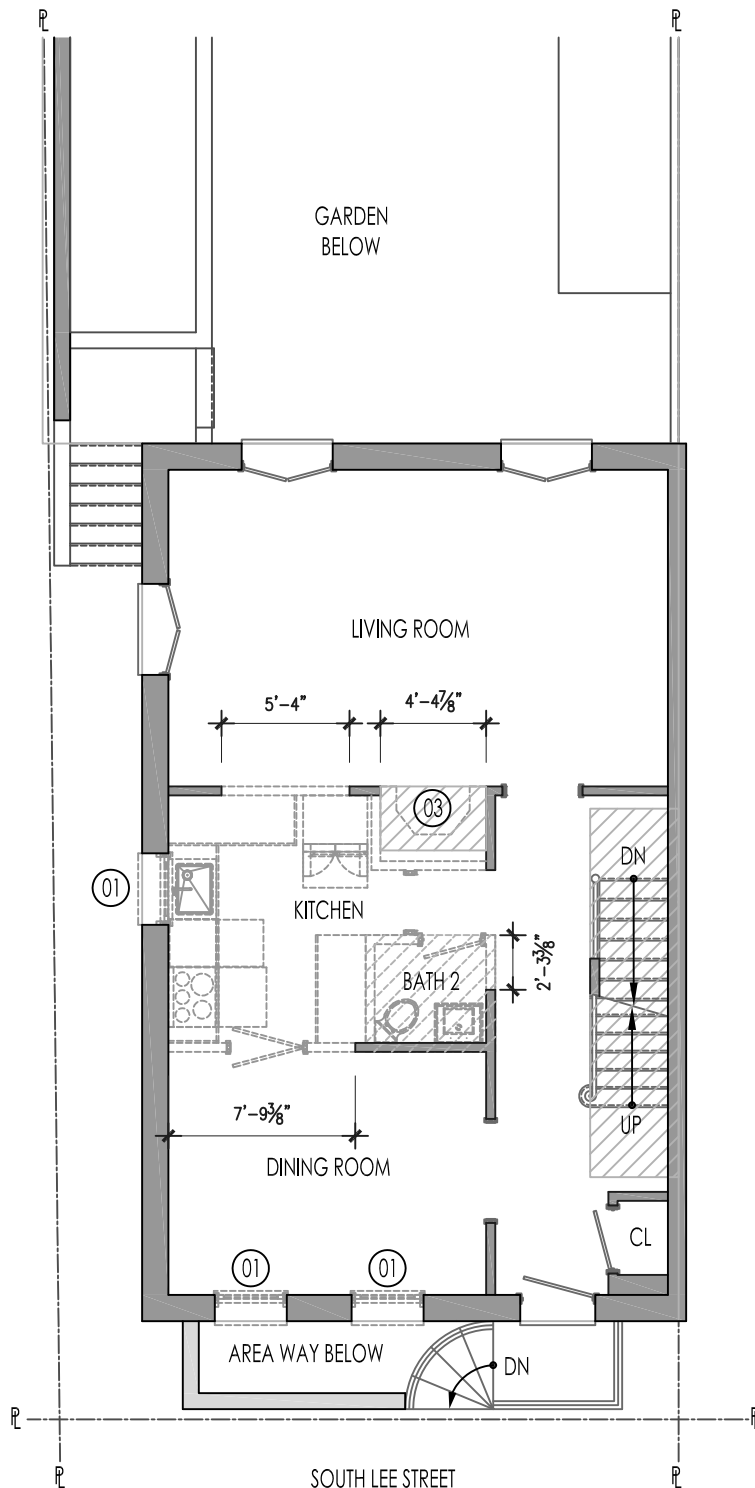 PL PL
GARDEN
BELOW
LIVING ROOM
5'-4" 4'-4⅞"
03
DN
01
KITCHEN
BATH 2
2'-3⅜"
7'-9⅜"
UP
DINING ROOM
CL
01 01
AREA WAY BELOW
DN
PL P
PL PL
SOUTH LEE STREET